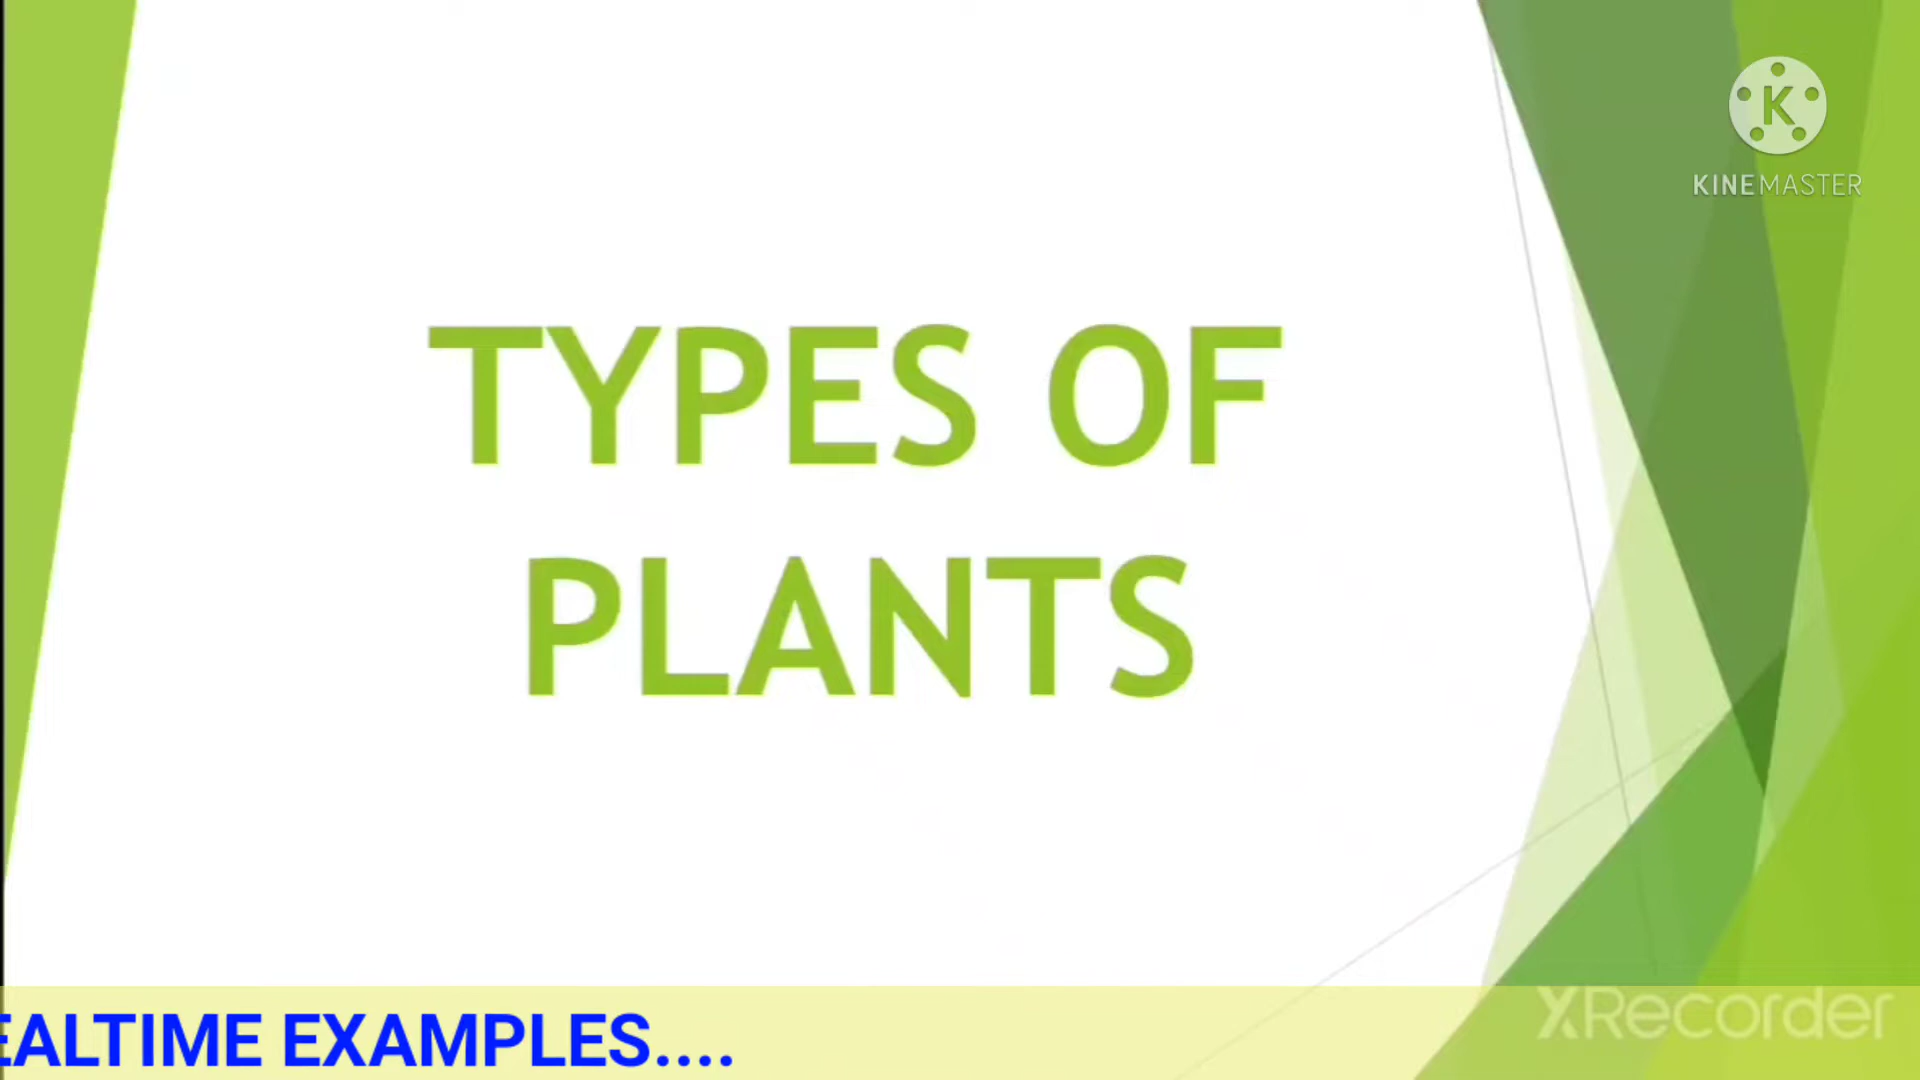 K
KINEMASTER
TYPES OF
PLANTS
EALTIME EXAMPLES....
XRecorder